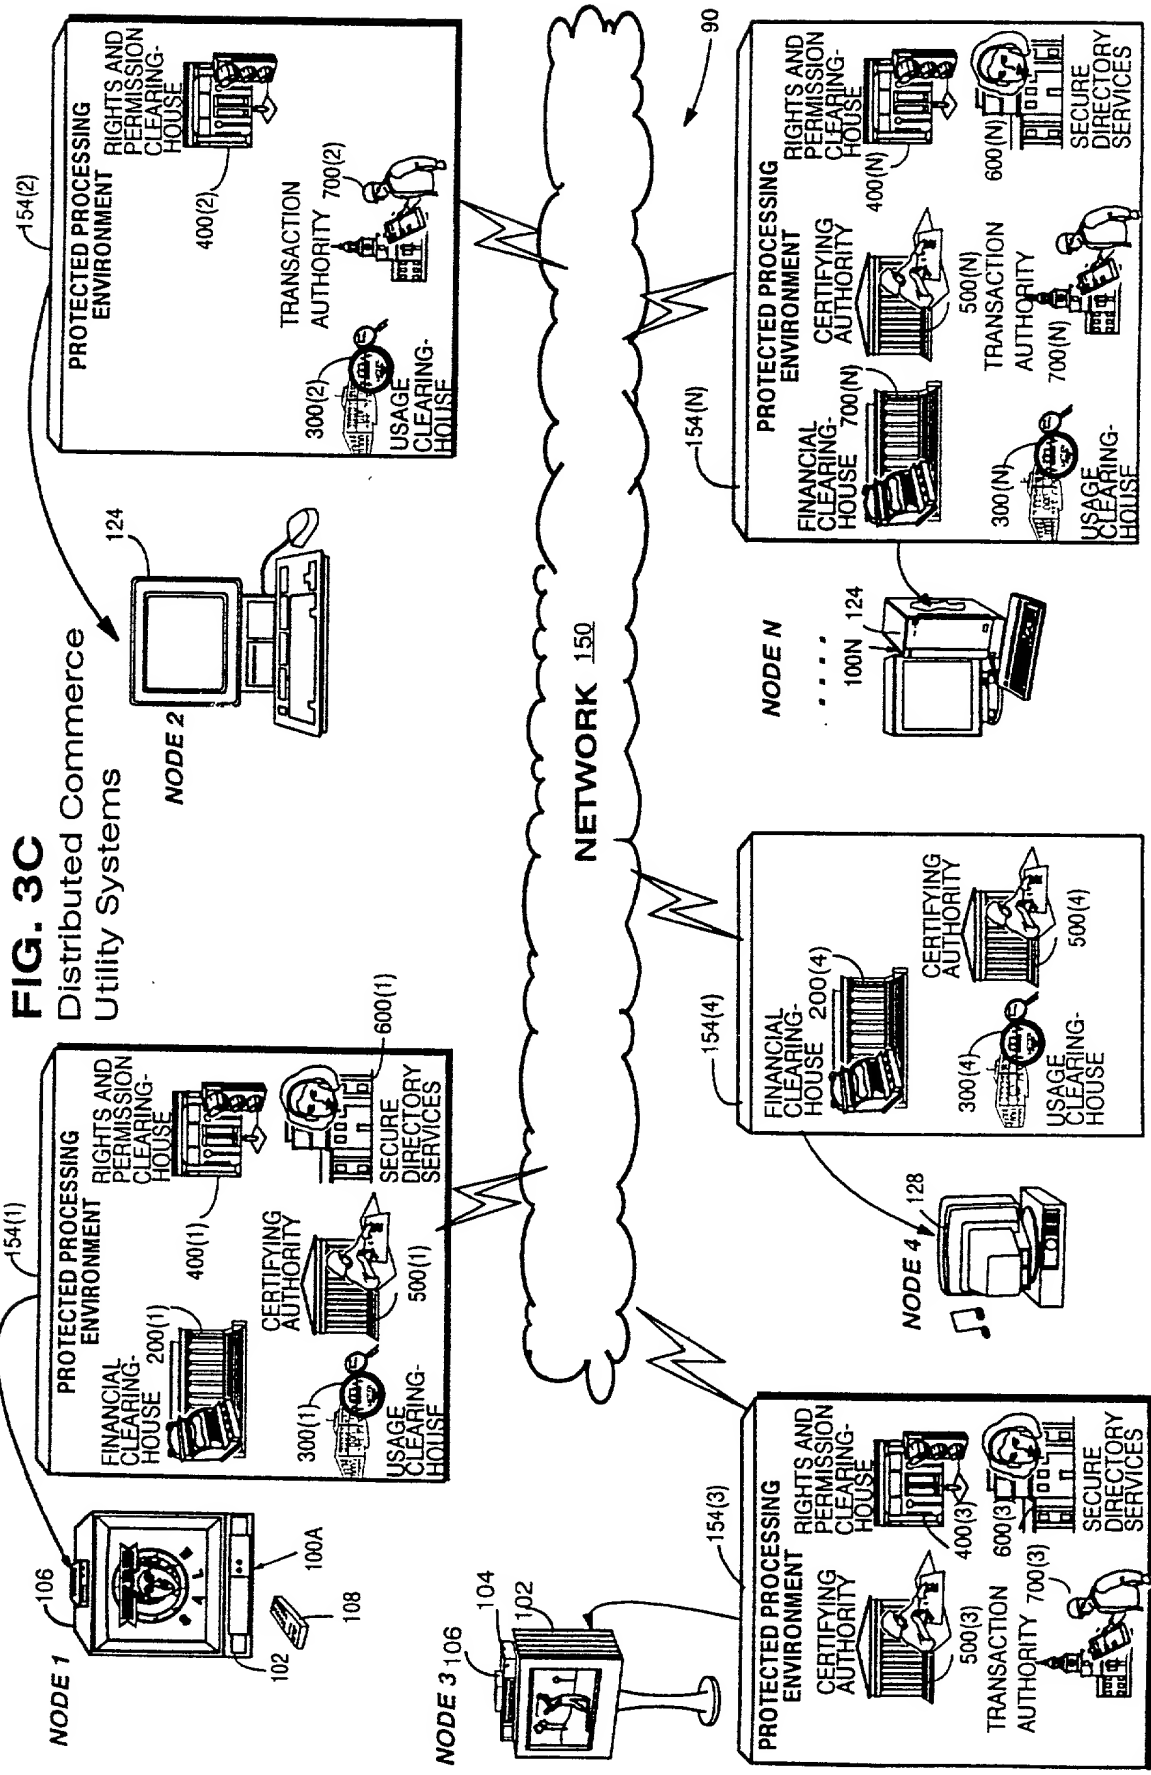 FIG. 3C
Distributed Commerce
Utility Systems
NODE 1
106
102
100A
108
154(1)
PROTECTED PROCESSING
ENVIRONMENT
FINANCIAL
CLEARING-
HOUSE 200(1)
RIGHTS AND
PERMISSION
CLEARING-
HOUSE
400(1)
CERTIFYING
AUTHORITY
500(1)
300(1)
USAGE
CLEARING-
HOUSE
600(1)
SECURE
DIRECTORY
SERVICES
NODE 2
124
154(2)
PROTECTED PROCESSING
ENVIRONMENT
RIGHTS AND
PERMISSION
CLEARING-
HOUSE
400(2)
TRANSACTION
AUTHORITY 700(2)
300(2)
USAGE
CLEARING-
HOUSE
NETWORK 150
90
NODE 3
106
104
102
154(3)
PROTECTED PROCESSING
ENVIRONMENT
CERTIFYING
AUTHORITY
500(3)
RIGHTS AND
PERMISSION
CLEARING-
HOUSE
400(3)
TRANSACTION
AUTHORITY 700(3)
600(3)
SECURE
DIRECTORY
SERVICES
NODE 4
128
154(4)
FINANCIAL
CLEARING-
HOUSE 200(4)
CERTIFYING
AUTHORITY
500(4)
300(4)
USAGE
CLEARING-
HOUSE
NODE N
. . . .
100N
124
154(N)
PROTECTED PROCESSING
ENVIRONMENT
FINANCIAL
CLEARING-
HOUSE 700(N)
CERTIFYING
AUTHORITY
500(N)
RIGHTS AND
PERMISSION
CLEARING-
HOUSE
400(N)
300(N)
USAGE
CLEARING-
HOUSE
TRANSACTION
AUTHORITY
700(N)
600(N)
SECURE
DIRECTORY
SERVICES